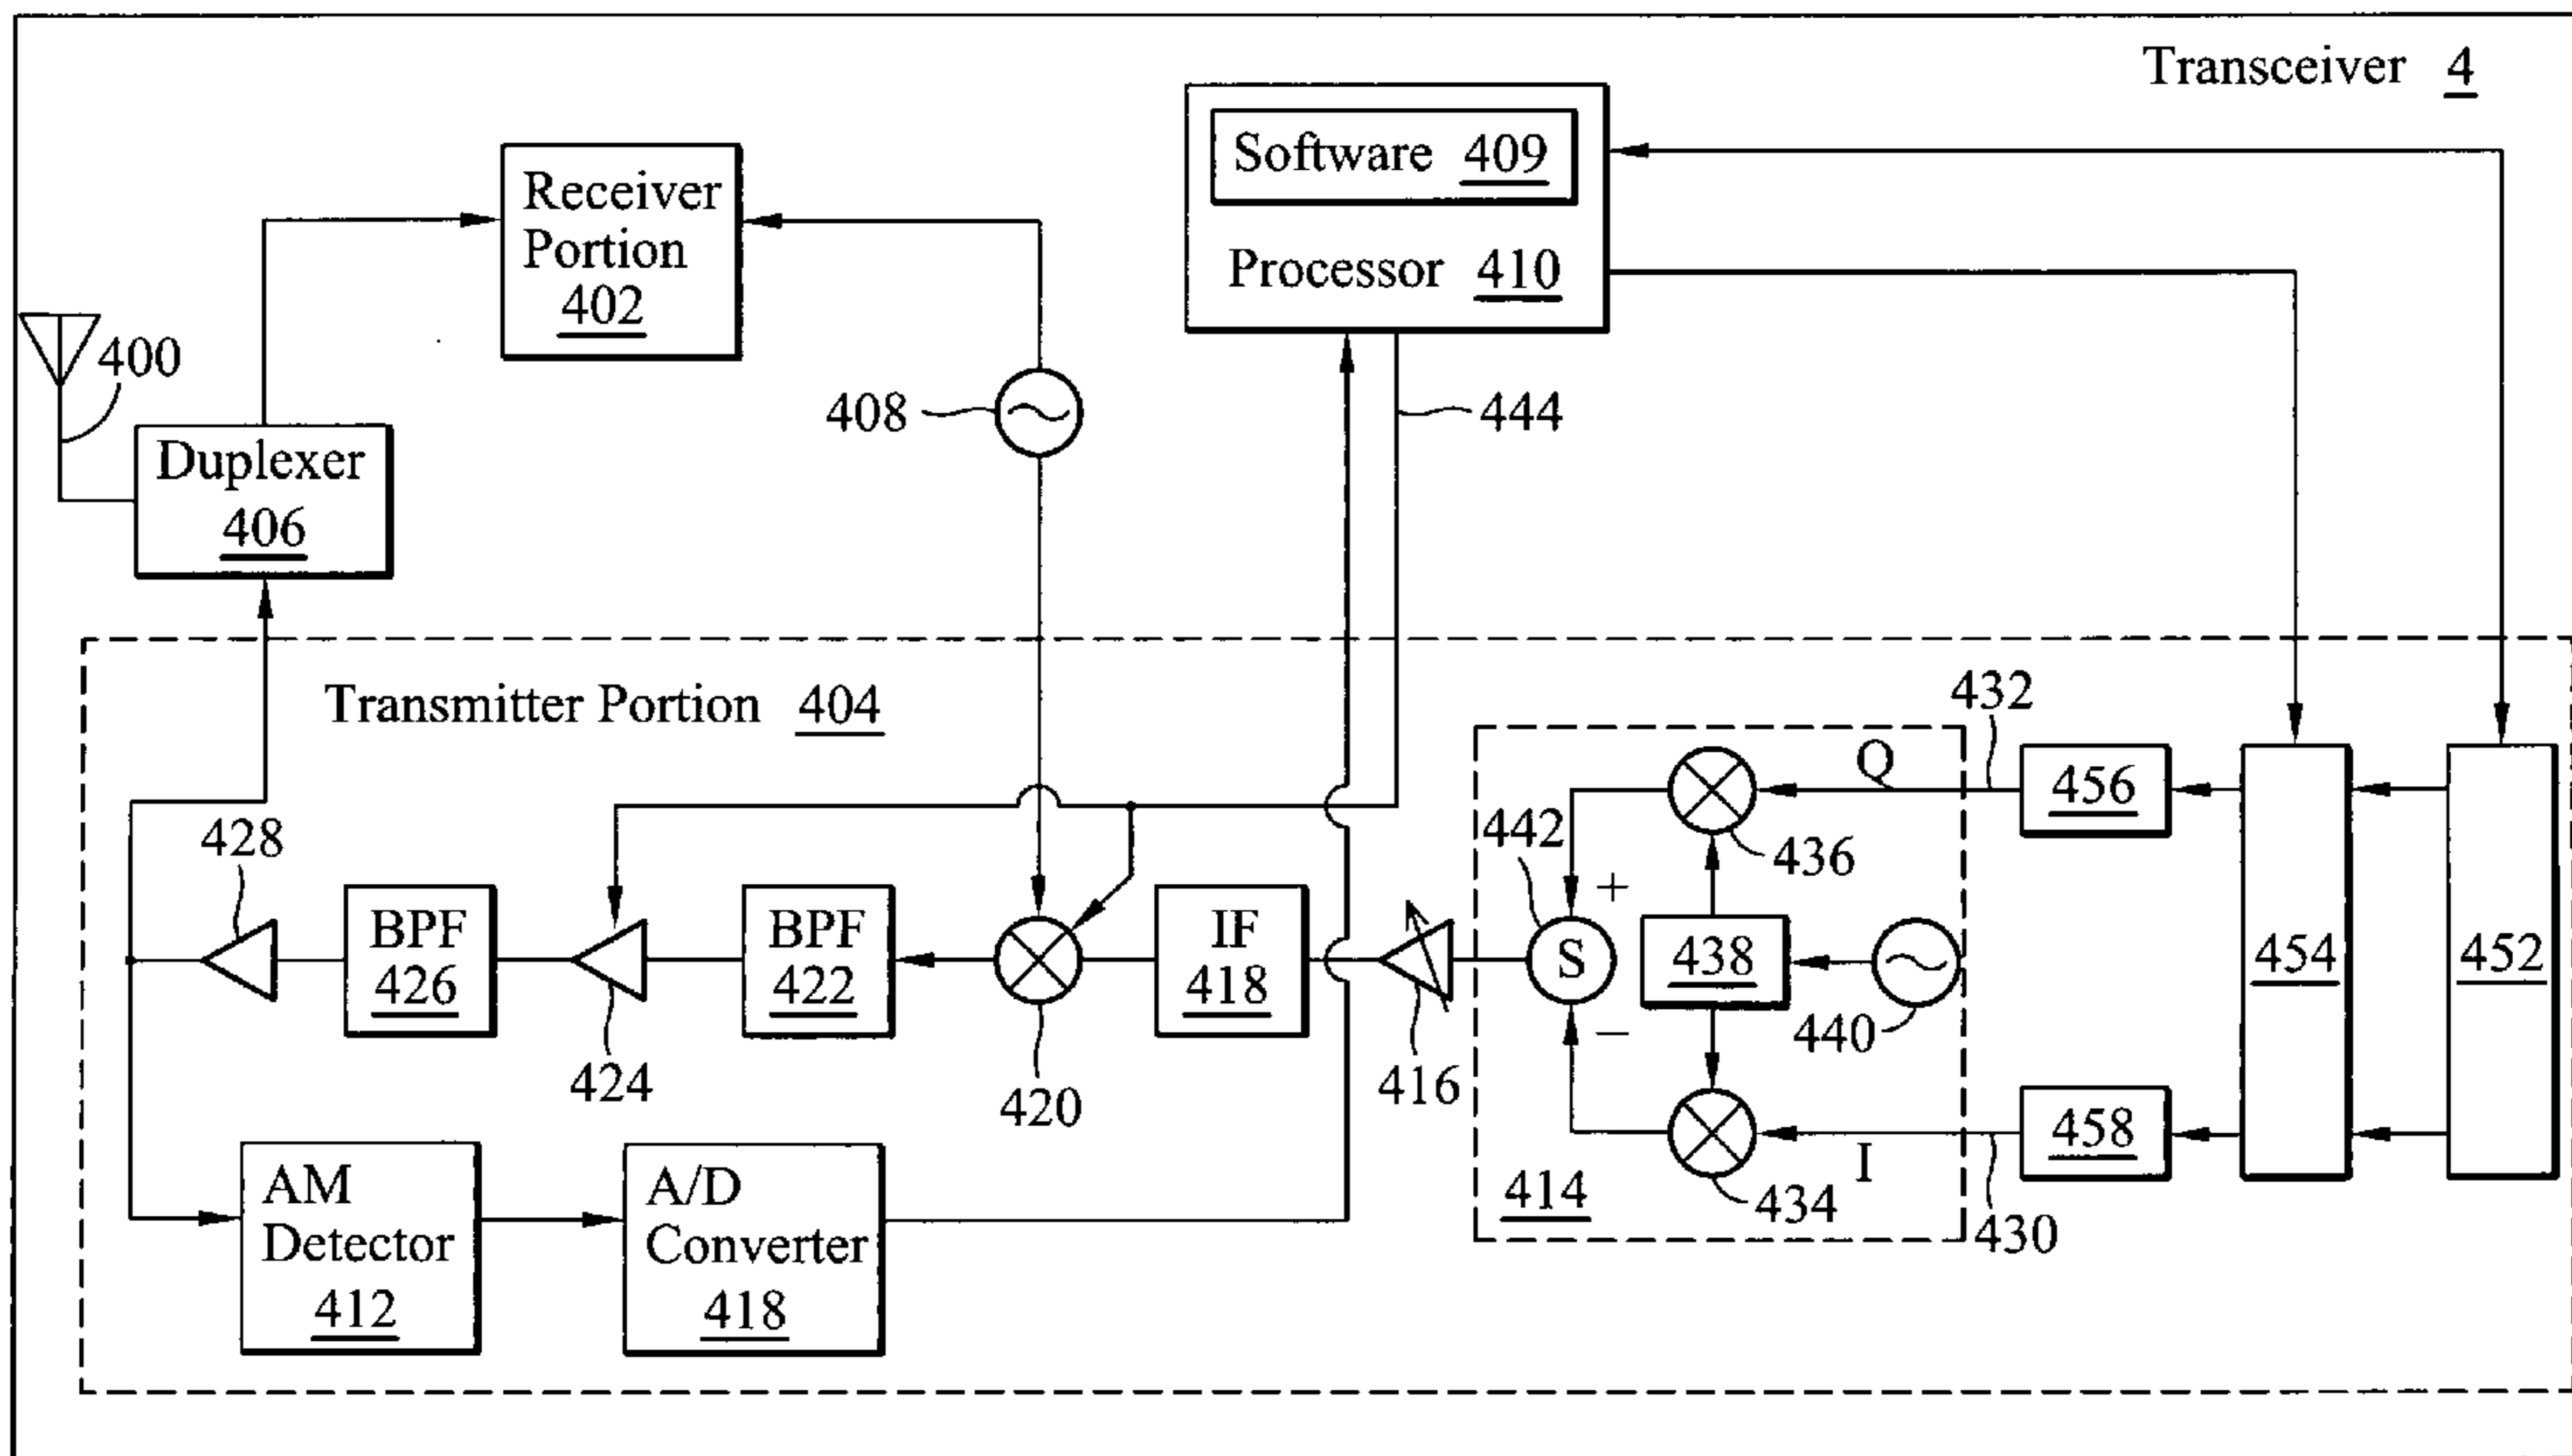 Transceiver 4
Software 409
Processor 410
Receiver
Portion
402
400
408
444
Duplexer
406
Transmitter Portion 404
432
Q
456
428
442
+
436
BPF
426
424
BPF
422
420
IF
418
416
S
438
440
454
452
−
434
I
458
430
414
AM
Detector
412
A/D
Converter
418